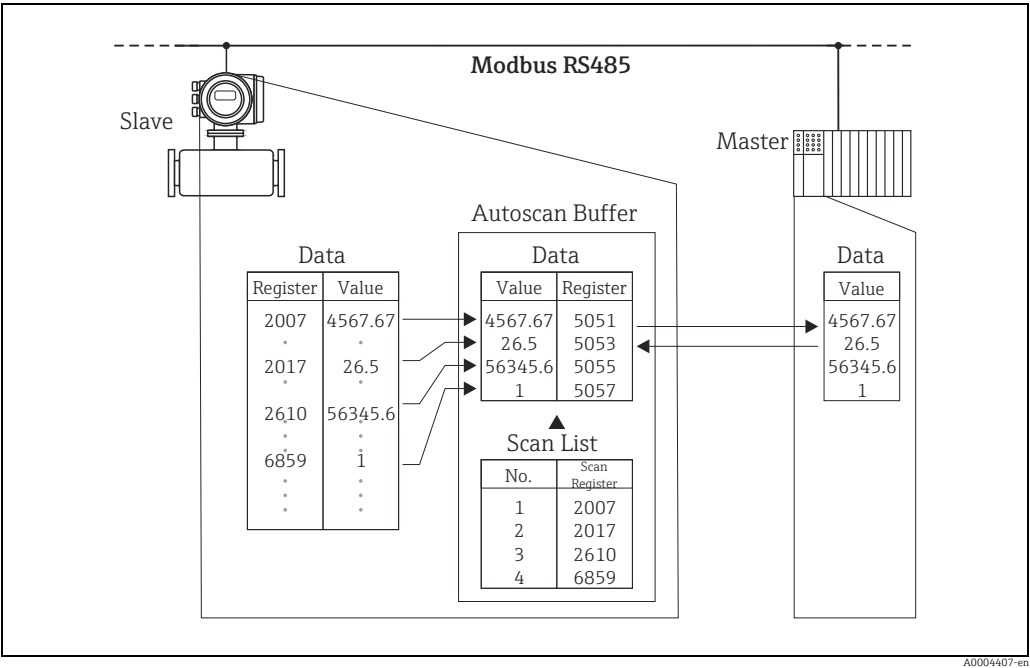 Modbus RS485
Slave
Master
Autoscan Buffer
Data
Register Value
2007 4567.67
2017 26.5
2610 56345.6
6859 1
Data
Value Register
4567.67 5051
26.5 5053
56345.6 5055
1 5057
Scan List
No. Scan Register
1 2007
2 2017
3 2610
4 6859
Data
Value
4567.67
26.5
56345.6
1
A0004407-en